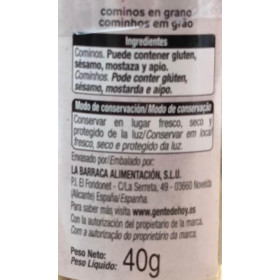 cominos en grano
cominhos em grão
Ingredientes
Cominos. Puede contener gluten,
sésamo, mostaza y apio.
Cominhos. Pode conter glúten,
sésamo, mostarda e aipo.
Modo de conservación/Modo de conservação
Conservar en lugar fresco, seco y
protegido de la luz/Conservar em local
fresco, seco e protegido da luz.
Envasado por/Embalado por:
LA BARRACA ALIMENTACIÓN, S.L.U.
P.I. El Fondonet - C/La Serreta, 49 - 03660 Novelda
(Alicante) España/Espanha.
Para saber más visita www.gentedehoy.es
Con la autorización del propietario de la marca.
Com a autorização do proprietário da marca.
Peso Neto:
Peso Líquido: 40g